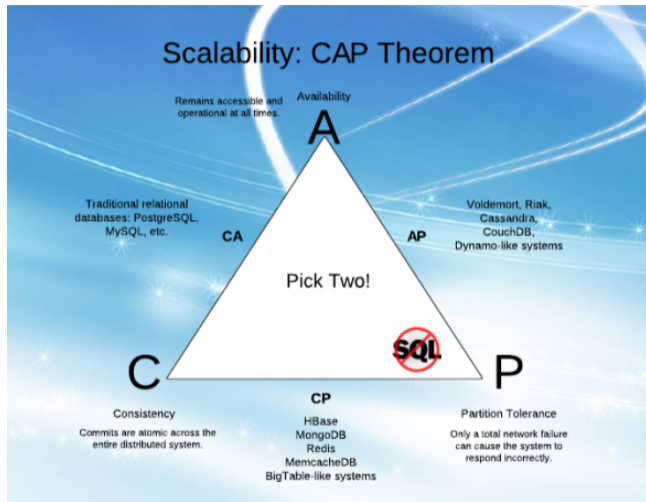 Scalability: CAP Theorem
Availability
Remains accessible and
operational at all times.
A
Traditional relational
databases: PostgreSQL,
MySQL, etc.
CA
AP
Voldemort, Riak,
Cassandra,
CouchDB,
Dynamo-like systems
Pick Two!
SQL
C
P
Consistency
Commits are atomic across the
entire distributed system.
CP
HBase
MongoDB
Redis
MemcacheDB
BigTable-like systems
Partition Tolerance
Only a total network failure
can cause the system to
respond incorrectly.